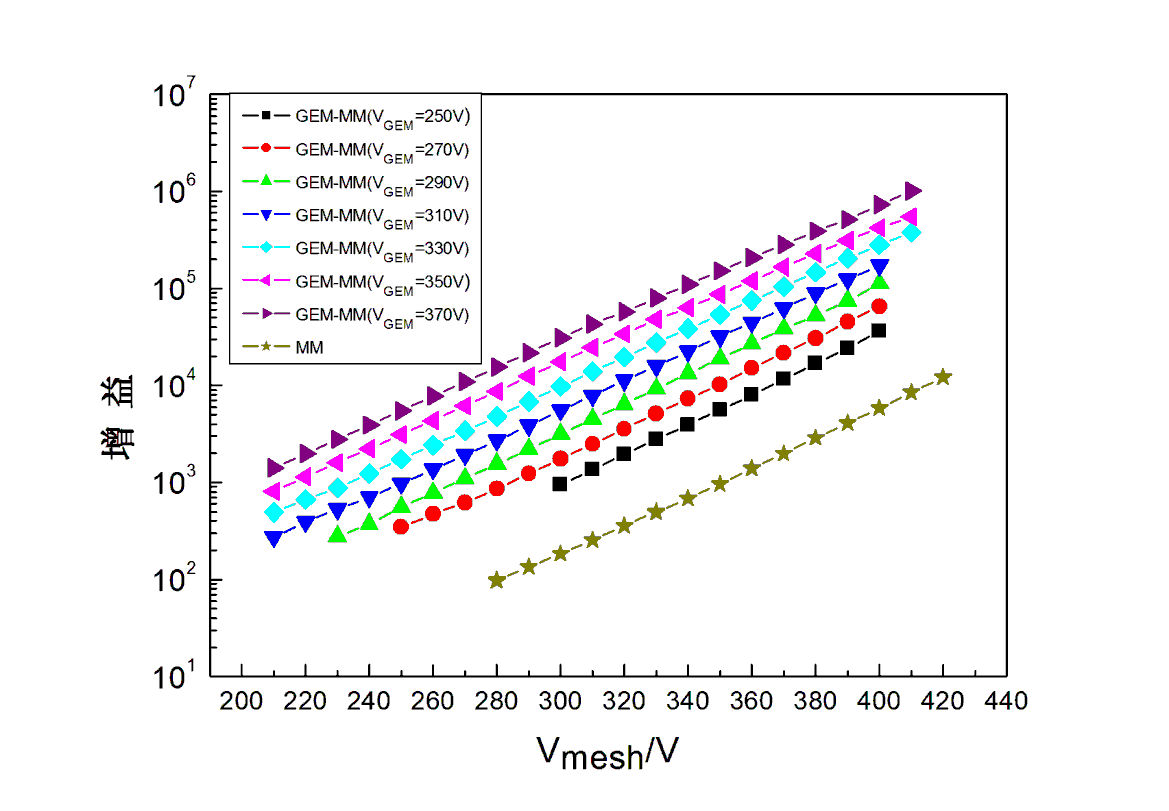 10^7
10^6
10^5
10^4
10^3
10^2
10^1
增 益
GEM-MM(V_GEM=250V)
GEM-MM(V_GEM=270V)
GEM-MM(V_GEM=290V)
GEM-MM(V_GEM=310V)
GEM-MM(V_GEM=330V)
GEM-MM(V_GEM=350V)
GEM-MM(V_GEM=370V)
MM
200 220 240 260 280 300 320 340 360 380 400 420 440
V_mesh/V